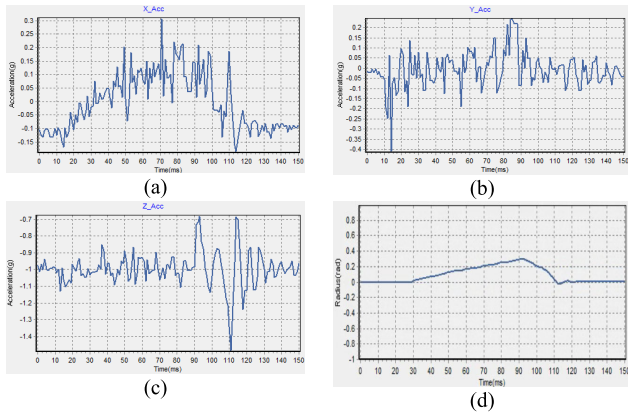 X_Acc
Acceleration(g)
0.3
0.25
0.2
0.15
0.1
0.05
0
-0.05
-0.1
-0.15
0 10 20 30 40 50 60 70 80 90 100 110 120 130 140 150
Time(ms)
(a)
Y_Acc
Acceleration(g)
0.2
0.15
0.1
0.05
0
-0.05
-0.1
-0.15
-0.2
-0.25
-0.3
-0.35
-0.4
0 10 20 30 40 50 60 70 80 90 100 110 120 130 140 150
Time(ms)
(b)
Z_Acc
Acceleration(g)
-0.7
-0.8
-0.9
-1
-1.1
-1.2
-1.3
-1.4
0 10 20 30 40 50 60 70 80 90 100 110 120 130 140 150
Time(ms)
(c)
Radius(rad)
0.8
0.6
0.4
0.2
0
-0.2
-0.4
-0.6
-0.8
-1
0 10 20 30 40 50 60 70 80 90 100 110 120 130 140 150
Time(ms)
(d)